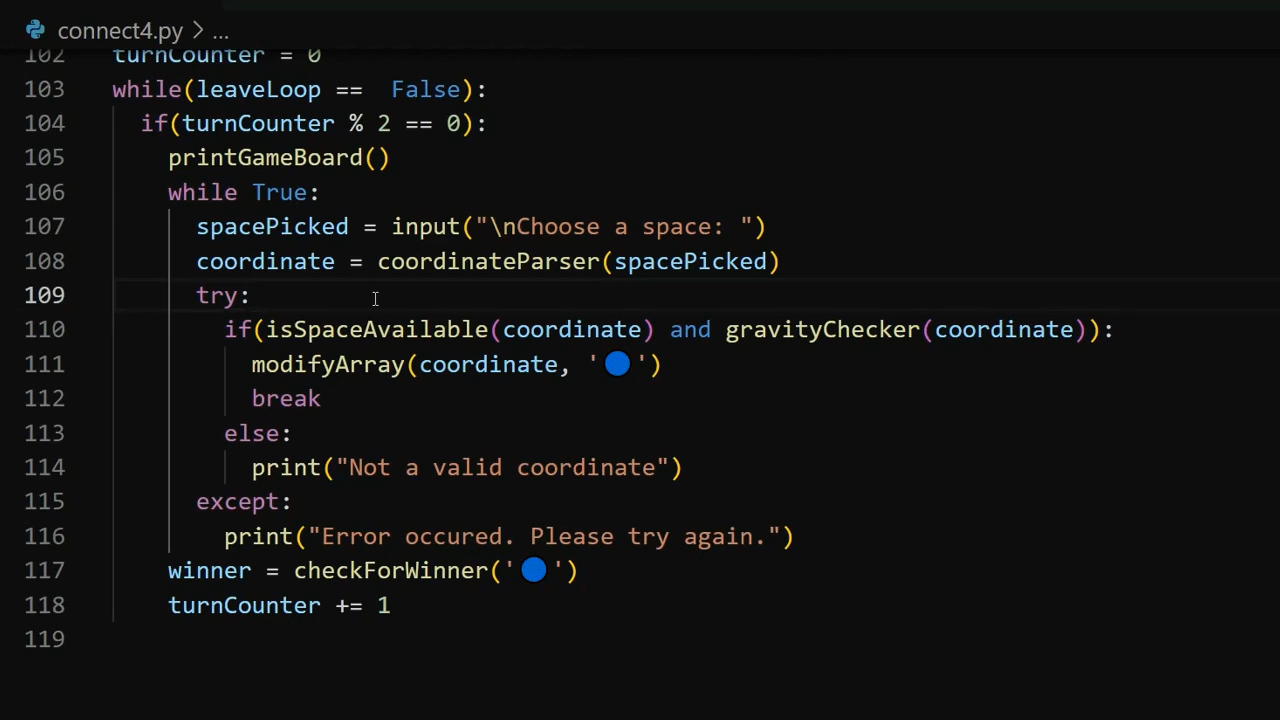 connect4.py > ...
102 turnCounter = 0
103 while(leaveLoop ==  False):
104 if(turnCounter % 2 == 0):
105 printGameBoard()
106 while True:
107 spacePicked = input("\nChoose a space: ")
108 coordinate = coordinateParser(spacePicked)
109 try:
110 if(isSpaceAvailable(coordinate) and gravityChecker(coordinate)):
111 modifyArray(coordinate, '🔵')
112 break
113 else:
114 print("Not a valid coordinate")
115 except:
116 print("Error occured. Please try again.")
117 winner = checkForWinner('🔵')
118 turnCounter += 1
119